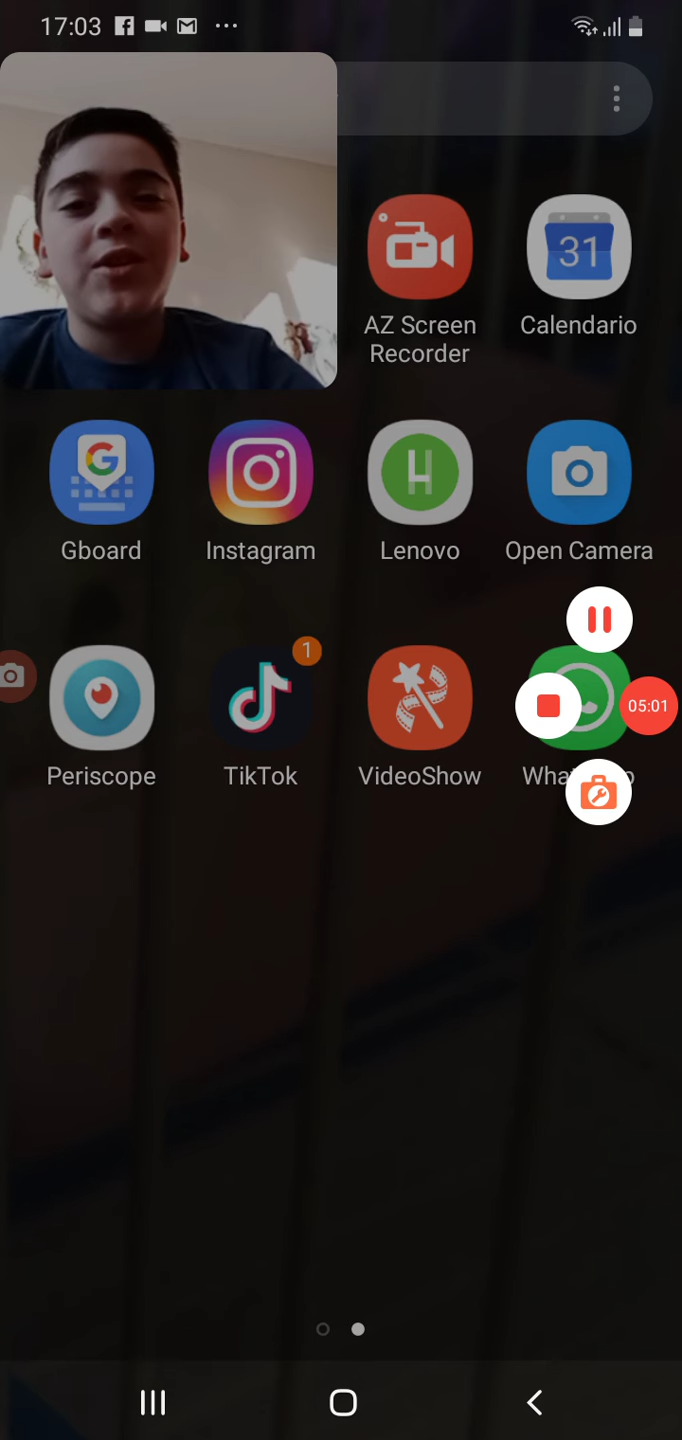 17:03
AZ Screen
Recorder
31
Calendario
G
Gboard
Instagram
Lenovo
Open Camera
1
05:01
Periscope
TikTok
VideoShow